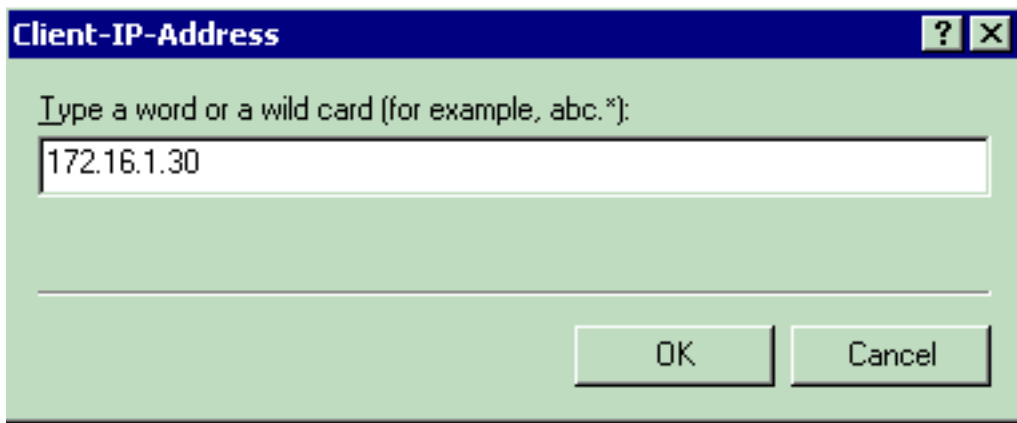 Client-IP-Address ? X
Type a word or a wild card (for example, abc.*):
172.16.1.30
OK Cancel